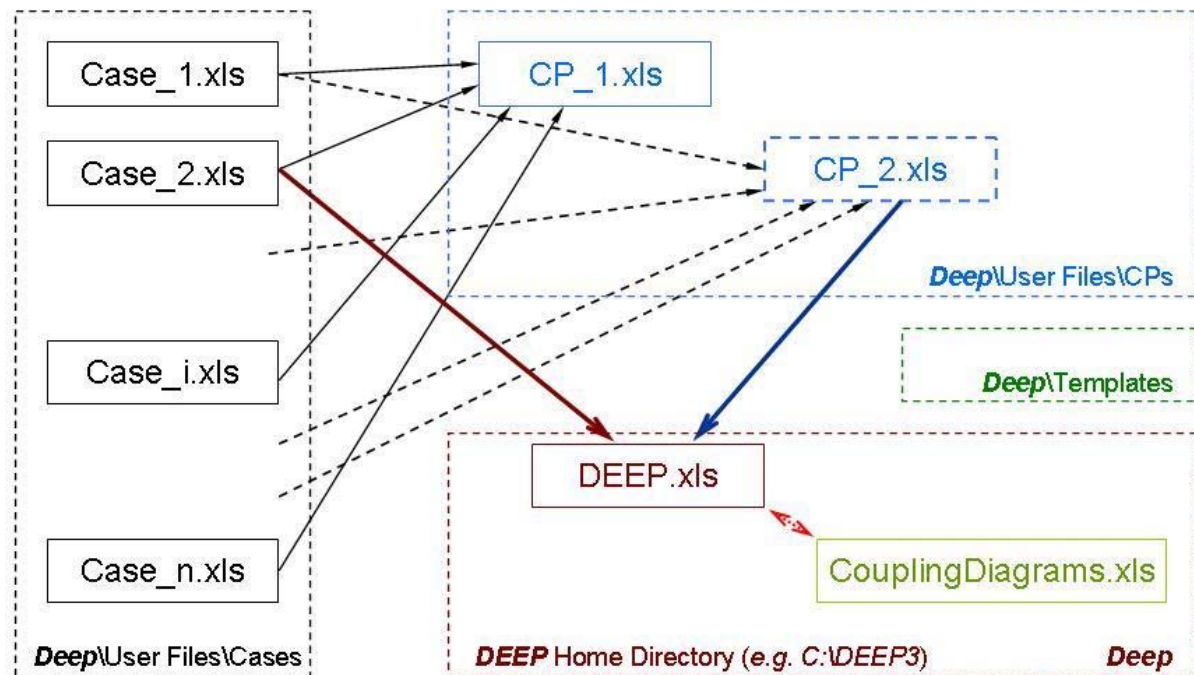 Case_1.xls
CP_1.xls
Case_2.xls
CP_2.xls
Deep\User Files\CPs
Case_i.xls
Deep\Templates
DEEP.xls
Case_n.xls
CouplingDiagrams.xls
Deep\User Files\Cases
DEEP Home Directory (e.g. C:\DEEP3)
Deep